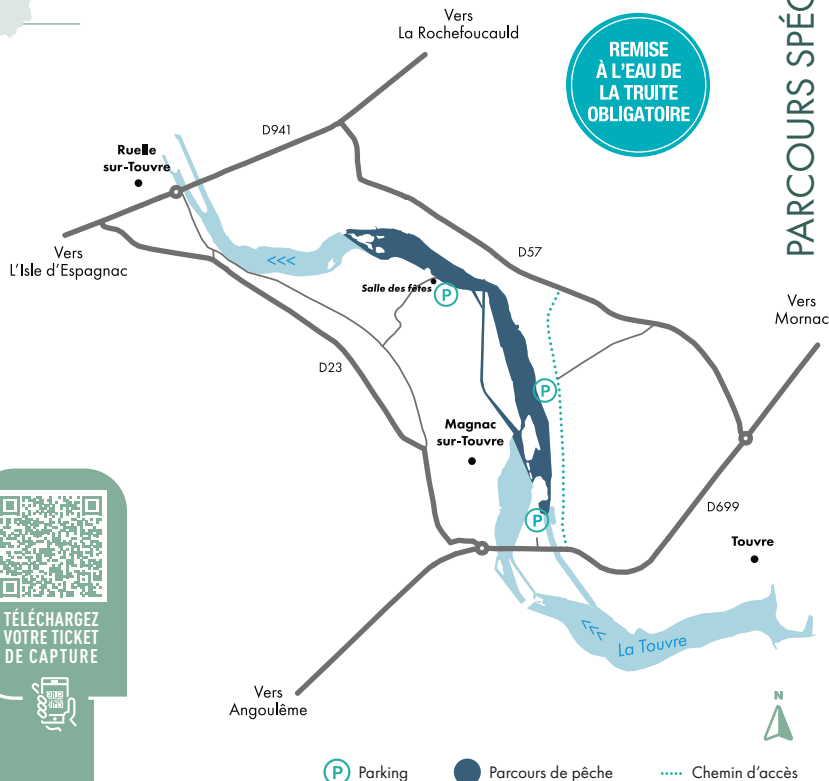 Vers
La Rochefoucauld
REMISE
À L'EAU DE
LA TRUITE
OBLIGATOIRE
PARCOURS SPÉC
D941
Ruelle
sur-Touvre
Vers
L'Isle d'Espagnac
<<<
D57
Salle des fêtes
P
Vers
Mornac
D23
P
Magnac
sur-Touvre
D699
P
Touvre
TÉLÉCHARGEZ
VOTRE TICKET
DE CAPTURE
<<<
La Touvre
Vers
Angoulême
N
P Parking
Parcours de pêche
Chemin d'accès